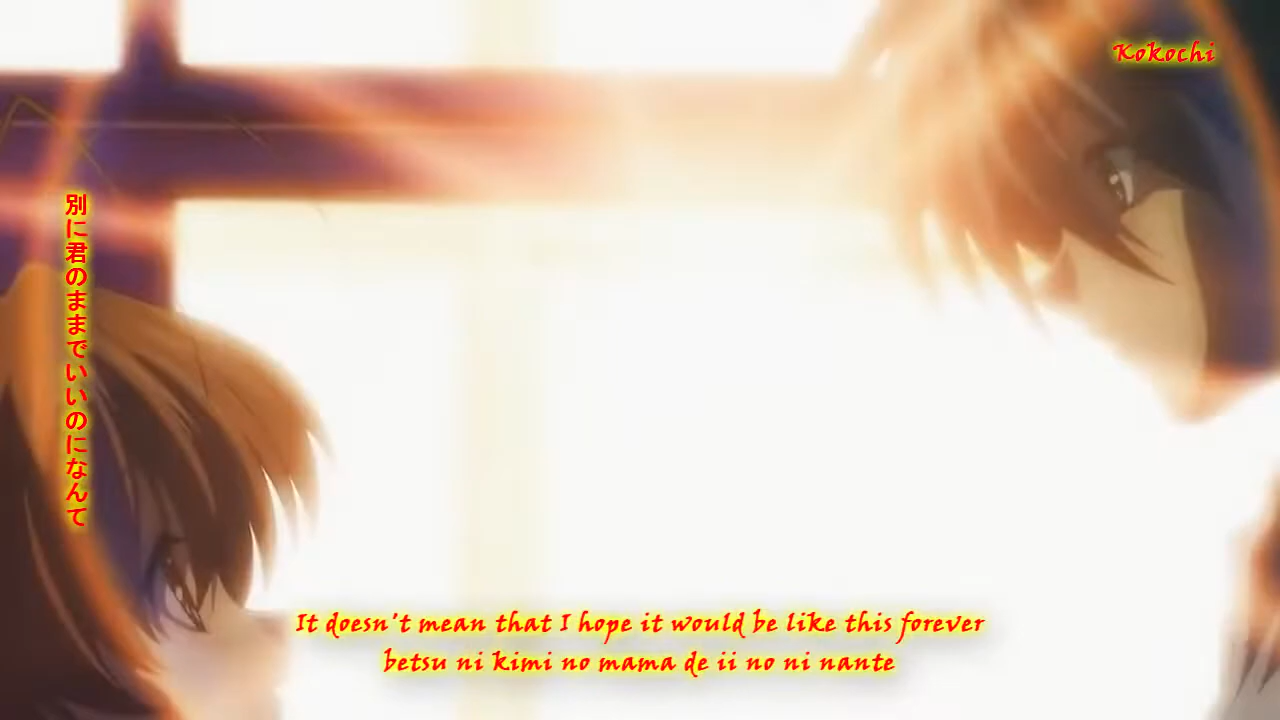 Kokochi
別に君のままでいいのになんて
It doesn't mean that I hope it would be like this forever
betsu ni kimi no mama de ii no ni nante